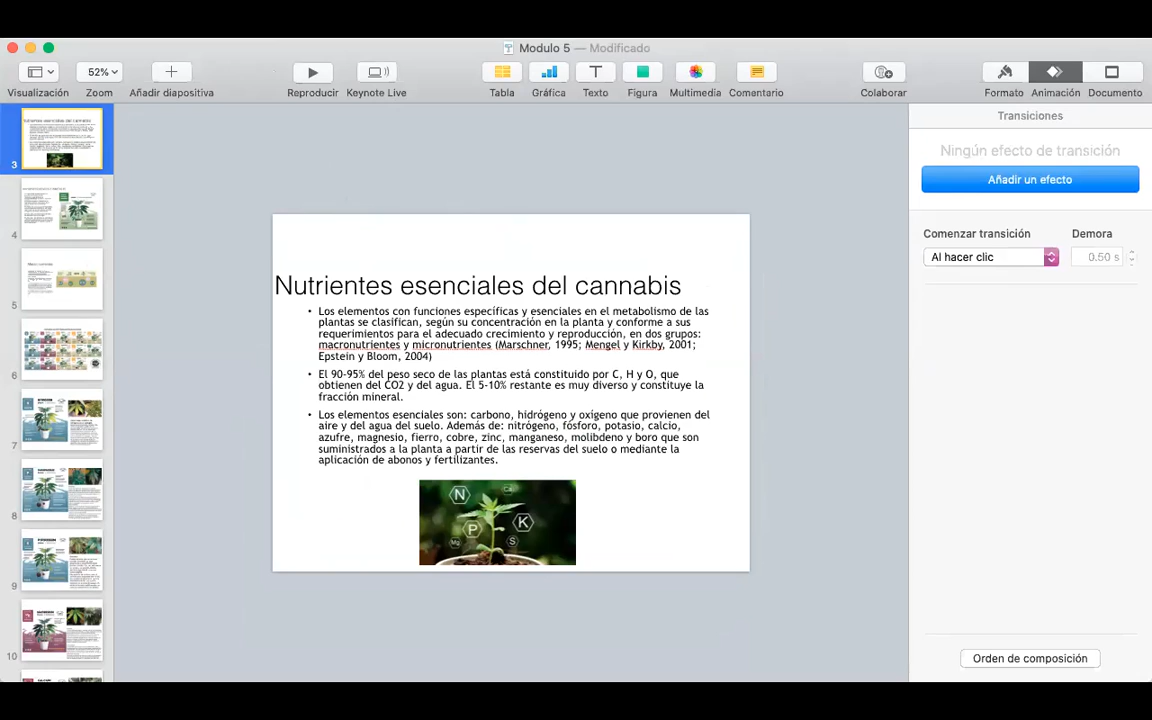 Modulo 5 — Modificado
52%
Visualización Zoom Añadir diapositiva Reproducir Keynote Live Tabla Gráfica Texto Figura Multimedia Comentario Colaborar Formato Animación Documento
Transiciones
Ningún efecto de transición
Añadir un efecto
Comenzar transición Demora
Al hacer clic 0.50 s
Orden de composición
3
4
5
6
7
8
9
10
Nutrientes esenciales del cannabis
• Los elementos con funciones específicas y esenciales en el metabolismo de las
plantas se clasifican, según su concentración en la planta y conforme a sus
requerimientos para el adecuado crecimiento y reproducción, en dos grupos:
macronutrientes y micronutrientes (Marschner, 1995; Mengel y Kirkby, 2001;
Epstein y Bloom, 2004)
• El 90-95% del peso seco de las plantas está constituido por C, H y O, que
obtienen del CO2 y del agua. El 5-10% restante es muy diverso y constituye la
fracción mineral.
• Los elementos esenciales son: carbono, hidrógeno y oxígeno que provienen del
aire y del agua del suelo. Además de: nitrógeno, fósforo, potasio, calcio,
azufre, magnesio, fierro, cobre, zinc, manganeso, molibdeno y boro que son
suministrados a la planta a partir de las reservas del suelo o mediante la
aplicación de abonos y fertilizantes.
N
P
K
Mg
S